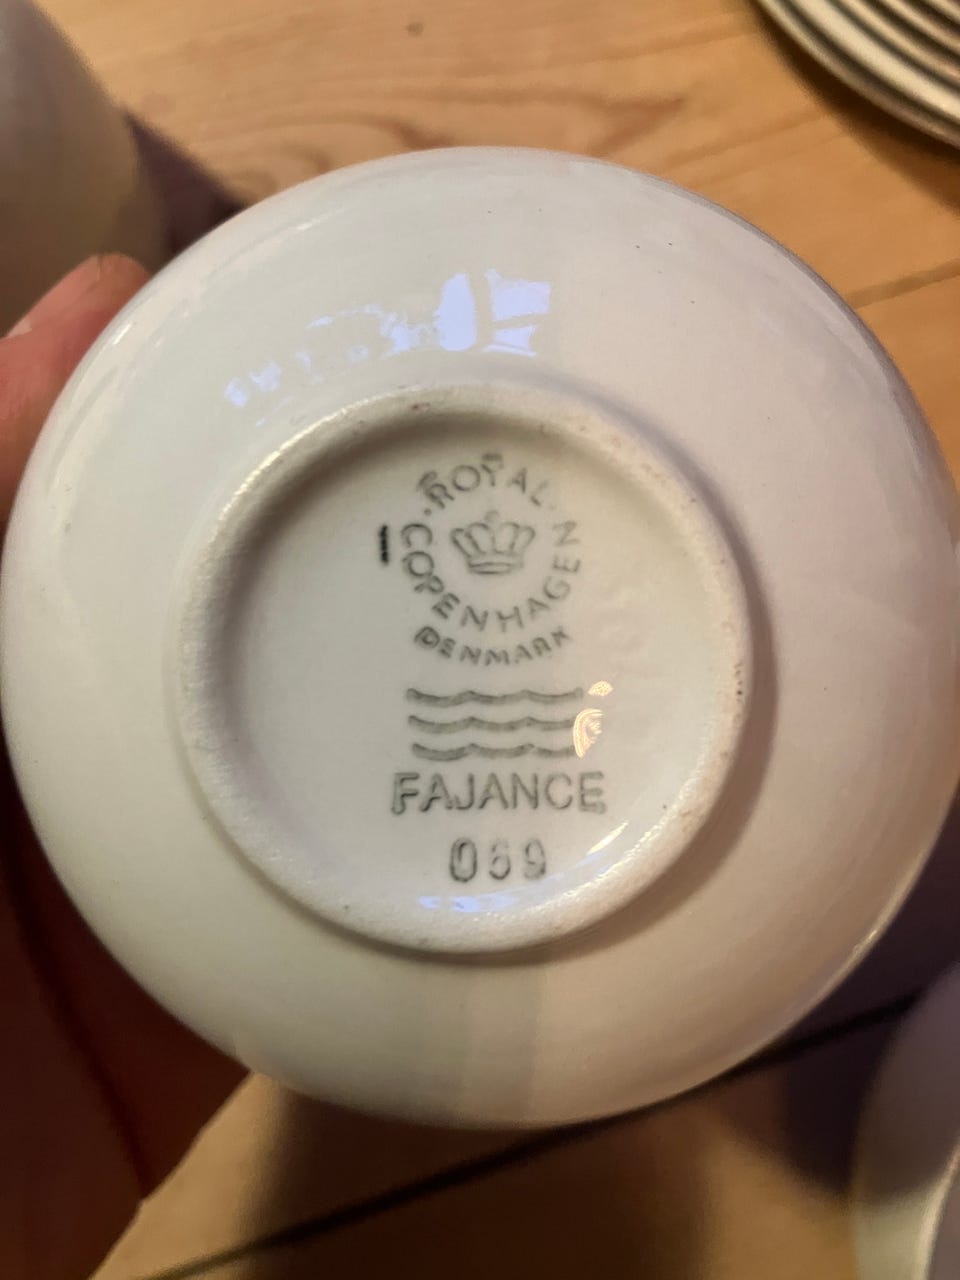 ROYAL
COPENHAGEN
DENMARK
FAJANCE
069